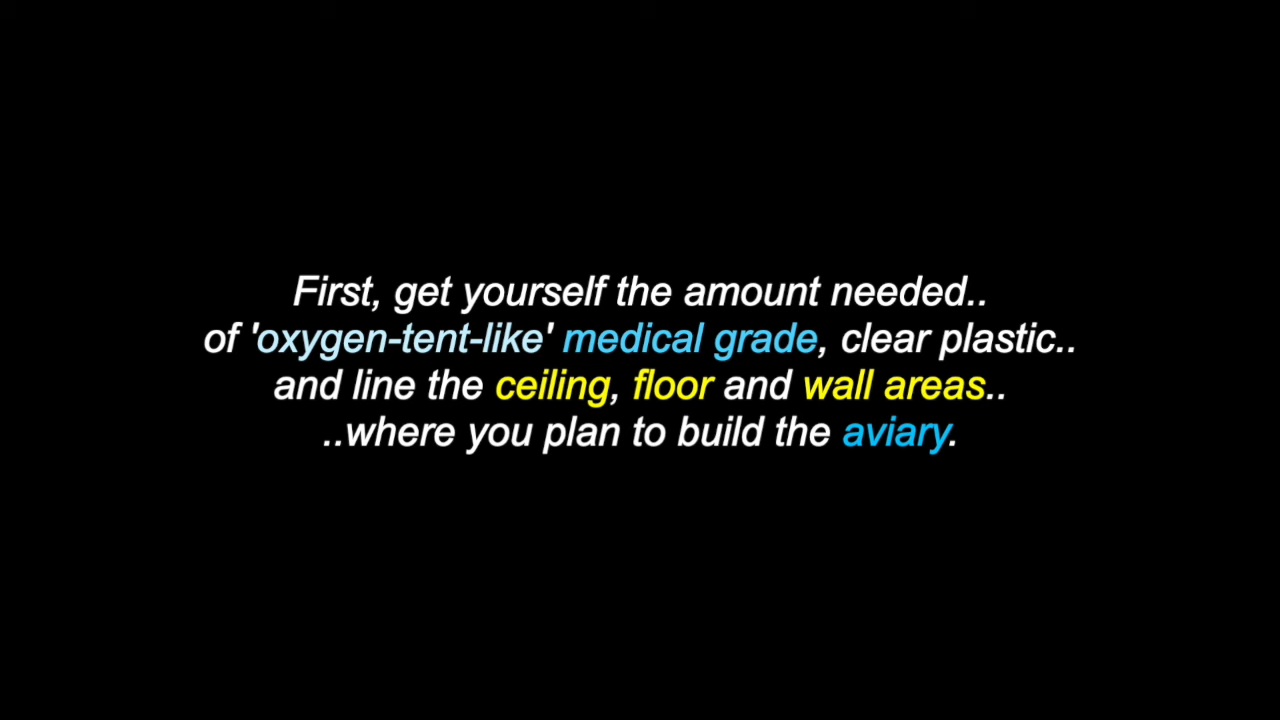 First, get yourself the amount needed..
of 'oxygen-tent-like' medical grade, clear plastic..
and line the ceiling, floor and wall areas..
..where you plan to build the aviary.